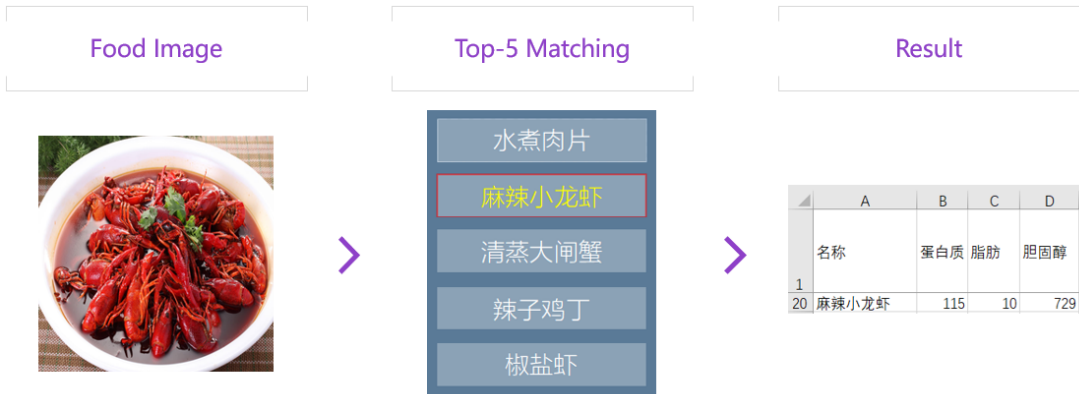 Food Image
Top-5 Matching
Result
水煮肉片
麻辣小龙虾
清蒸大闸蟹
辣子鸡丁
椒盐虾
A B C D
1 名称 蛋白质 脂肪 胆固醇
20 麻辣小龙虾 115 10 729